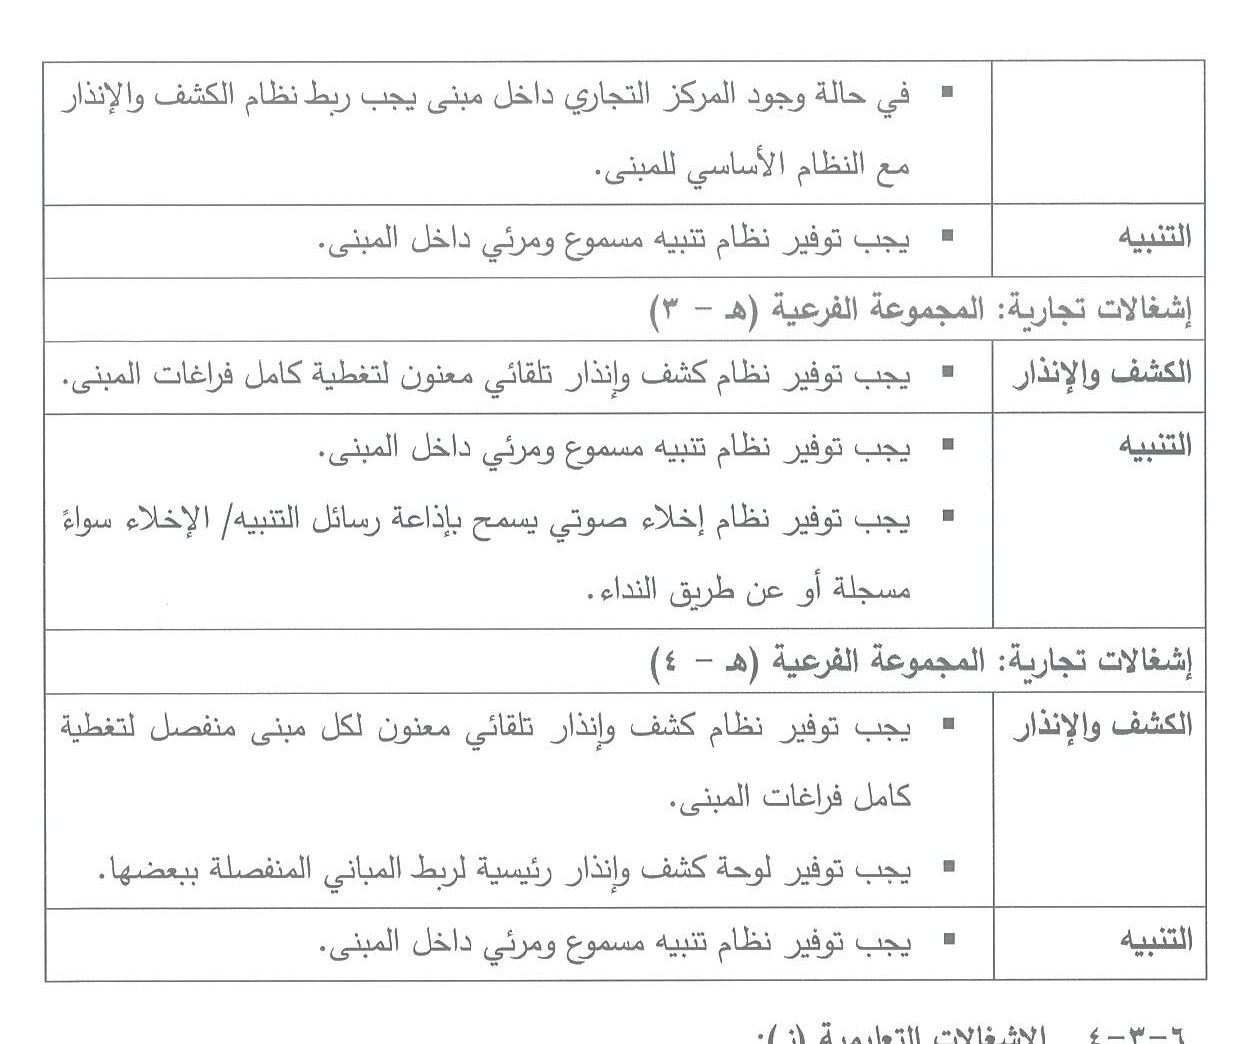 ▪ في حالة وجود المركز التجاري داخل مبنى يجب ربط نظام الكشف والإنذار
مع النظام الأساسي للمبنى.
التنبيه ▪ يجب توفير نظام تنبيه مسموع ومرئي داخل المبنى.
إشغالات تجارية: المجموعة الفرعية (هـ – ٣)
الكشف والإنذار ▪ يجب توفير نظام كشف وإنذار تلقائي معنون لتغطية كامل فراغات المبنى.
التنبيه ▪ يجب توفير نظام تنبيه مسموع ومرئي داخل المبنى.
▪ يجب توفير نظام إخلاء صوتي يسمح بإذاعة رسائل التنبيه/ الإخلاء سواءً
مسجلة أو عن طريق النداء.
إشغالات تجارية: المجموعة الفرعية (هـ – ٤)
الكشف والإنذار ▪ يجب توفير نظام كشف وإنذار تلقائي معنون لكل مبنى منفصل لتغطية
كامل فراغات المبنى.
▪ يجب توفير لوحة كشف وإنذار رئيسية لربط المباني المنفصلة ببعضها.
التنبيه ▪ يجب توفير نظام تنبيه مسموع ومرئي داخل المبنى.
٤-٣-٦ الإشغالات التعليمية